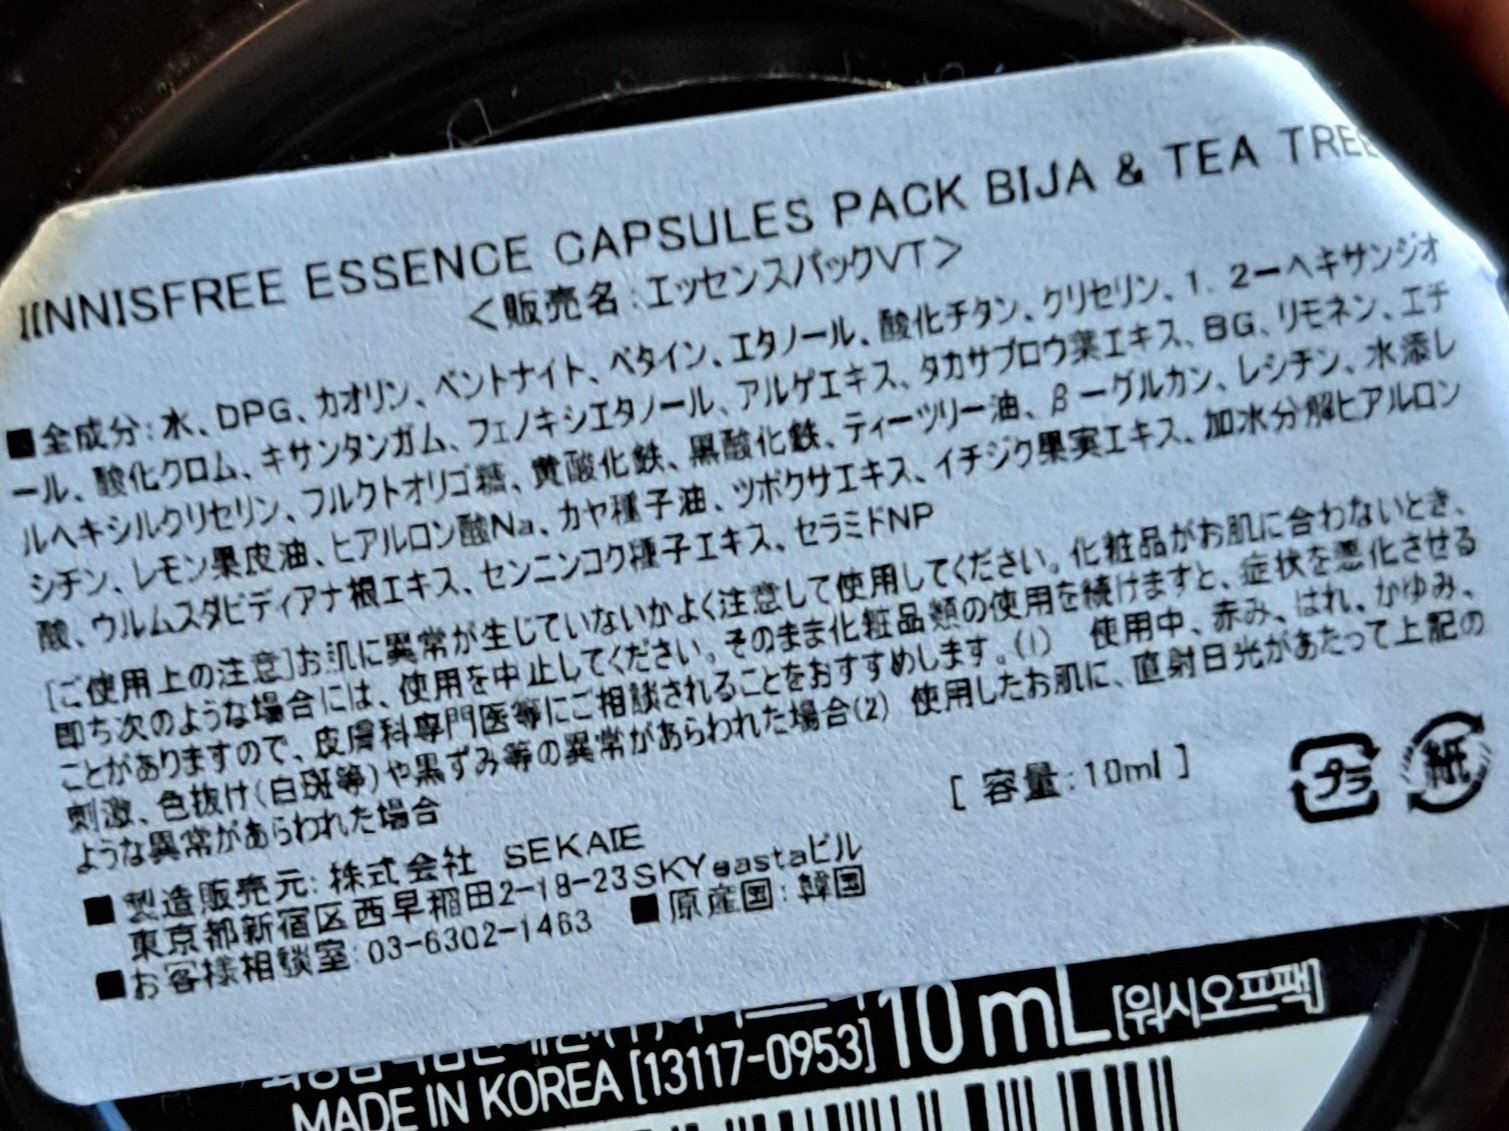 IINNISFREE ESSENCE CAPSULES PACK BIJA & TEA TREE
<販売名:エッセンスパックVT>
■全成分:水、DPG、カオリン、ベントナイト、ベタイン、エタノール、酸化チタン、クリセリン、1.2ーヘキサンジオ
ール、酸化クロム、キサンタンガム、フェノキシエタノール、アルゲエキス、タカサブロウ葉エキス、BG、リモネン、エチ
ルヘキシルクリセリン、フルクトオリゴ糖、黄酸化鉄、黒酸化鉄、ティーツリー油、βーグルカン、レシチン、水添レ
シチン、レモン果皮油、ヒアルロン酸Na、カヤ種子油、ツボクサエキス、イチジク果実エキス、加水分解ヒアルロン
酸、ウルムスダビディアナ根エキス、センニンコク種子エキス、セラミドNP
[ご使用上の注意]お肌に異常が生じていないかよく注意して使用してください。化粧品がお肌に合わないとき、
即ち次のような場合には、使用を中止してください。そのまま化粧品類の使用を続けますと、症状を悪化させる
ことがありますので、皮膚科専門医等にご相談されることをおすすめします。(1) 使用中、赤み、はれ、かゆみ、
刺激、色抜け(白斑等)や黒ずみ等の異常があらわれた場合(2) 使用したお肌に、直射日光があたって上記の
ような異常があらわれた場合
[ 容量:10ml ]
プラ 紙
■製造販売元:株式会社 SEKAIE
東京都新宿区西早稲田2-18-23SKYeastaビル
■お客様相談室:03-6302-1463 ■原産国:韓国
10mL [워시오프팩]
MADE IN KOREA [13117-0953]